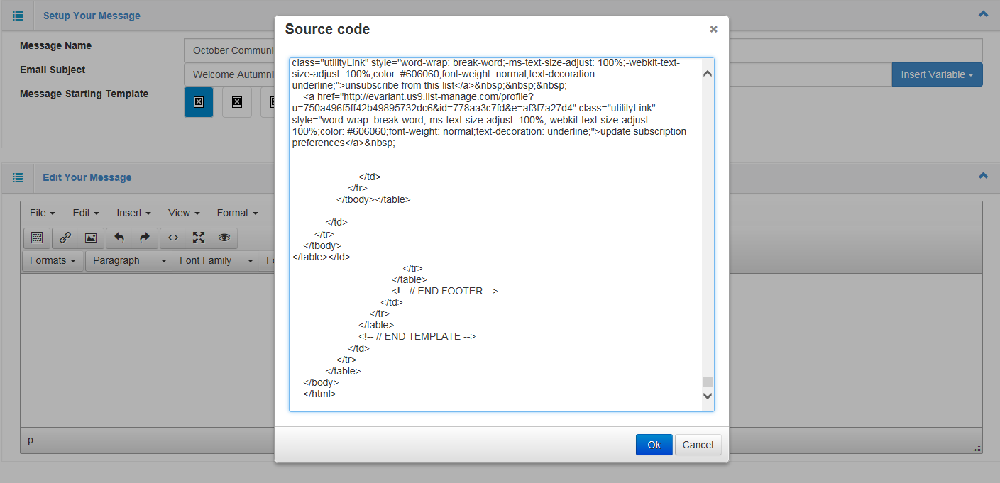 Setup Your Message
Message Name
October Communi
Email Subject
Welcome Autumn!
Insert Variable
Message Starting Template
Edit Your Message
File Edit Insert View Format
Formats Paragraph Font Family
p
Source code
×
class="utilityLink" style="word-wrap: break-word;-ms-text-size-adjust: 100%;-webkit-text-
size-adjust: 100%;color: #606060;font-weight: normal;text-decoration:
underline;">unsubscribe from this list</a>&nbsp;&nbsp;&nbsp;
<a href="http://evariant.us9.list-manage.com/profile?
u=750a496f5ff42b49895732dc6&id=778aa3c7fd&e=af3f7a27d4" class="utilityLink"
style="word-wrap: break-word;-ms-text-size-adjust: 100%;-webkit-text-size-adjust:
100%;color: #606060;font-weight: normal;text-decoration: underline;">update subscription
preferences</a>&nbsp;
</td>
</tr>
</tbody></table>
</td>
</tr>
</tbody>
</table></td>
</tr>
</table>
<!-- // END FOOTER -->
</td>
</tr>
</table>
<!-- // END TEMPLATE -->
</td>
</tr>
</table>
</body>
</html>
Ok Cancel